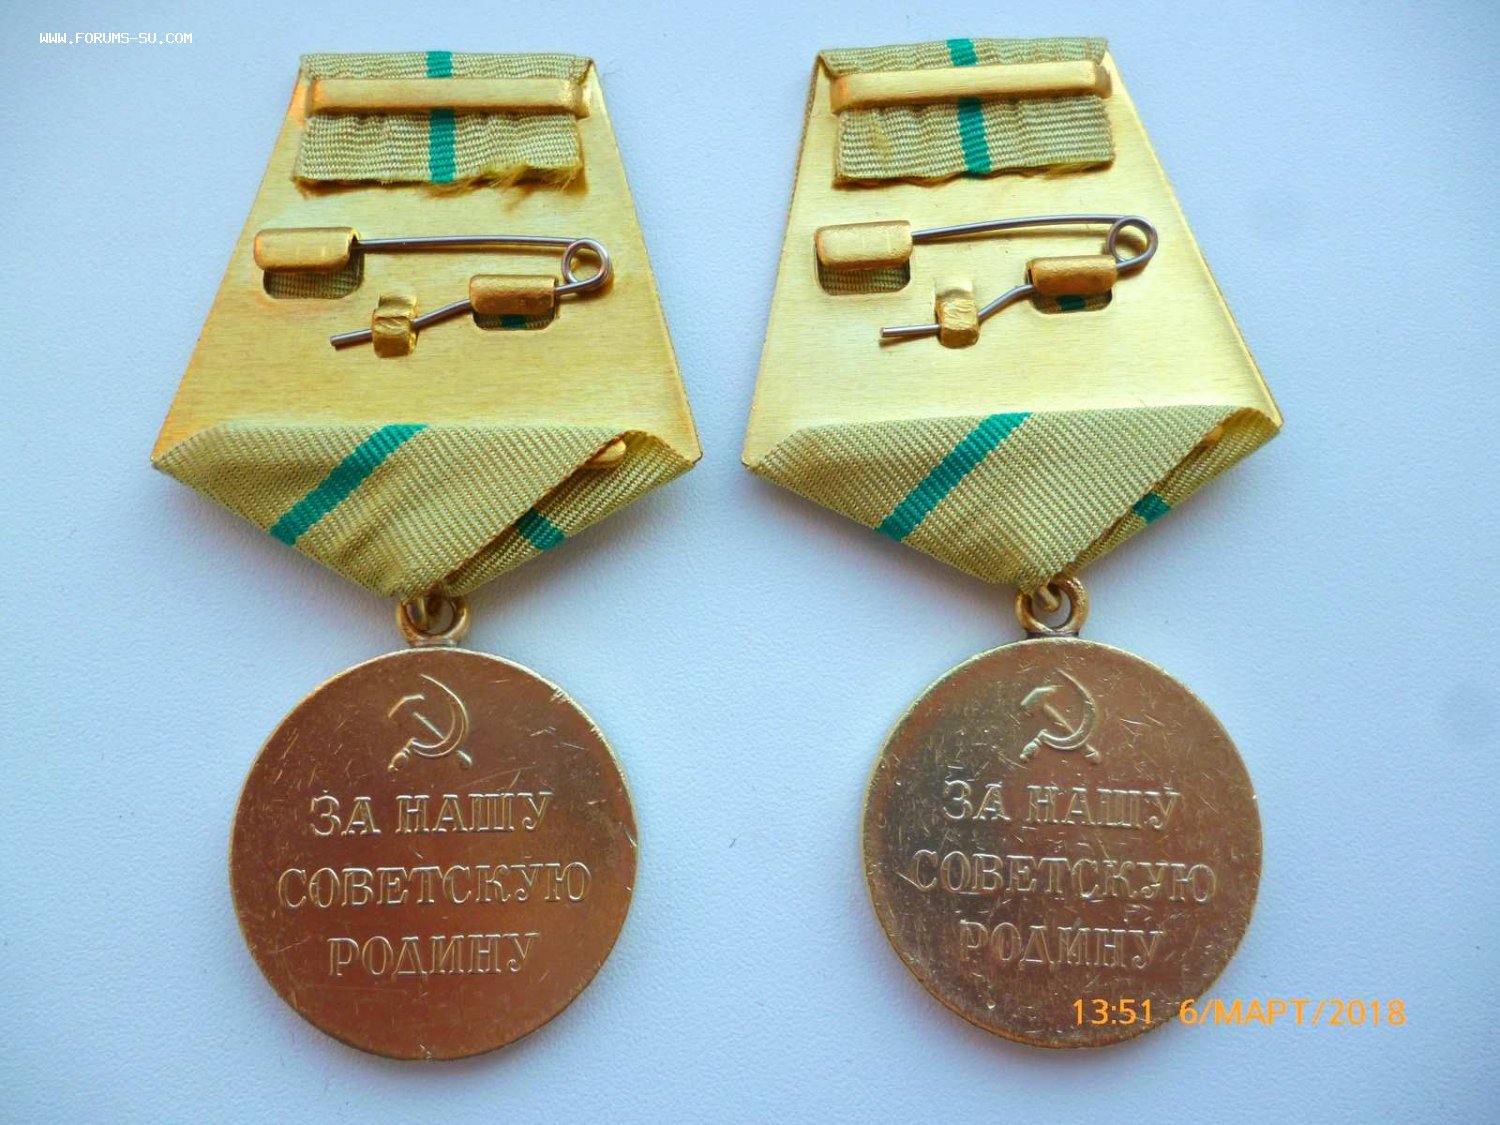 WWW.FORUMS-SU.COM
ЗА НАШУ
СОВЕТСКУЮ
РОДИНУ
ЗА НАШУ
СОВЕТСКУЮ
РОДИНУ
13:51 6/МАРТ/2018